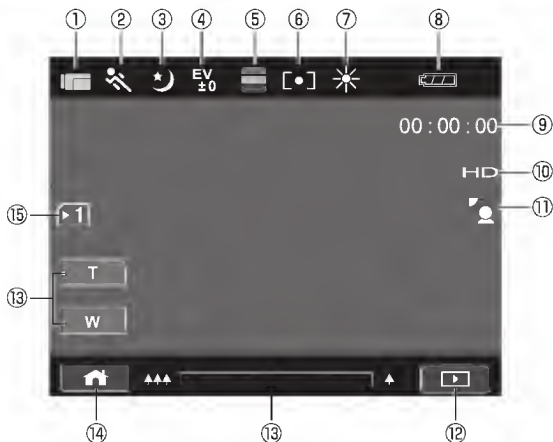 ① ② ③ ④ ⑤ ⑥ ⑦ ⑧
EV
±0
00:00:00 ⑨
HD ⑩
⑪
⑮ 1
T
⑬
W
⑭ ⑬ ⑫